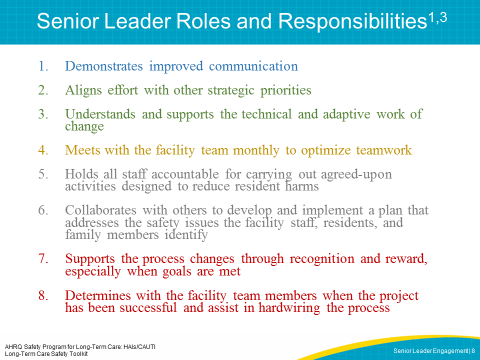 Senior Leader Roles and Responsibilities1,3
1. Demonstrates improved communication
2. Aligns effort with other strategic priorities
3. Understands and supports the technical and adaptive work of
change
4. Meets with the facility team monthly to optimize teamwork
5. Holds all staff accountable for carrying out agreed-upon
activities designed to reduce resident harms
6. Collaborates with others to develop and implement a plan that
addresses the safety issues the facility staff, residents, and
family members identify
7. Supports the process changes through recognition and reward,
especially when goals are met
8. Determines with the facility team members when the project
has been successful and assist in hardwiring the process
AHRQ Safety Program for Long-Term Care: HAIs/CAUTI
Long-Term Care Safety Toolkit
Senior Leader Engagement| 8